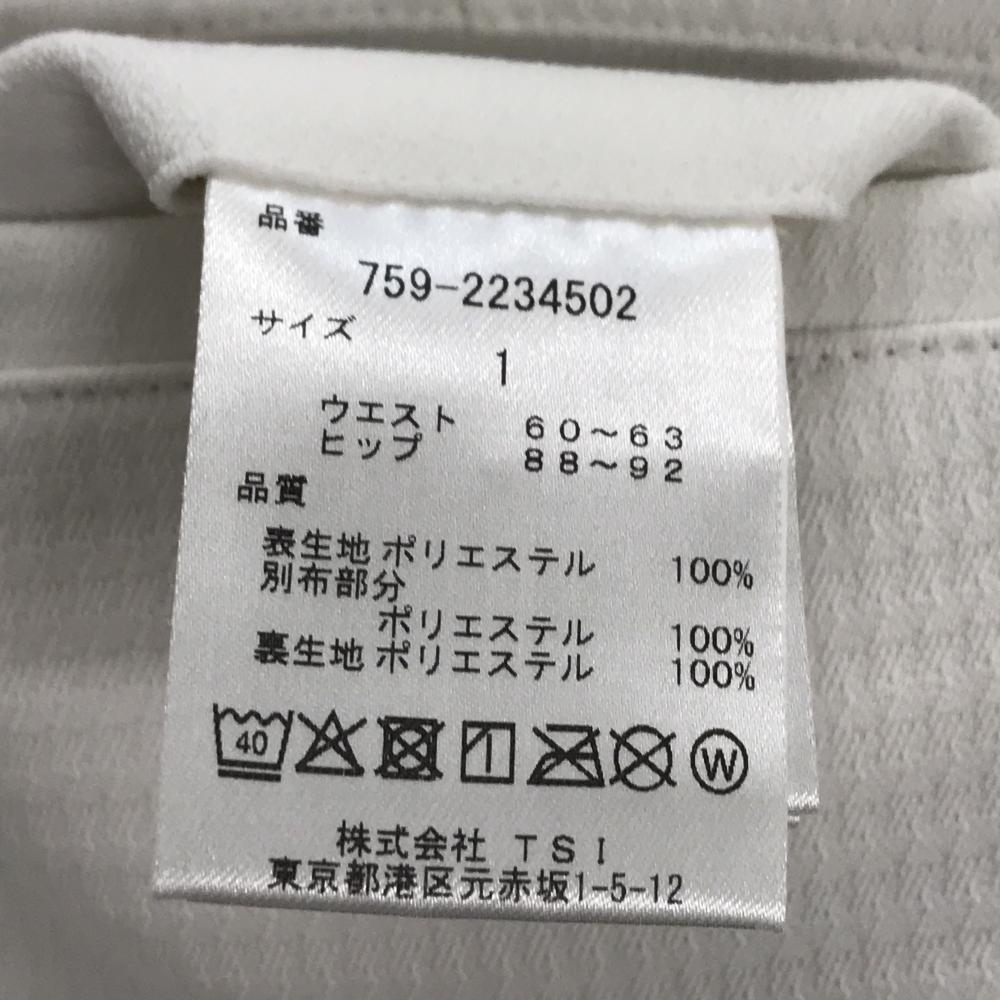 品番
759-2234502
サイズ
1
ウエスト 60～63
ヒップ 88～92
品質
表生地 ポリエステル 100%
別布部分
ポリエステル 100%
裏生地 ポリエステル 100%
40 W
株式会社 TSI
東京都港区元赤坂1-5-12